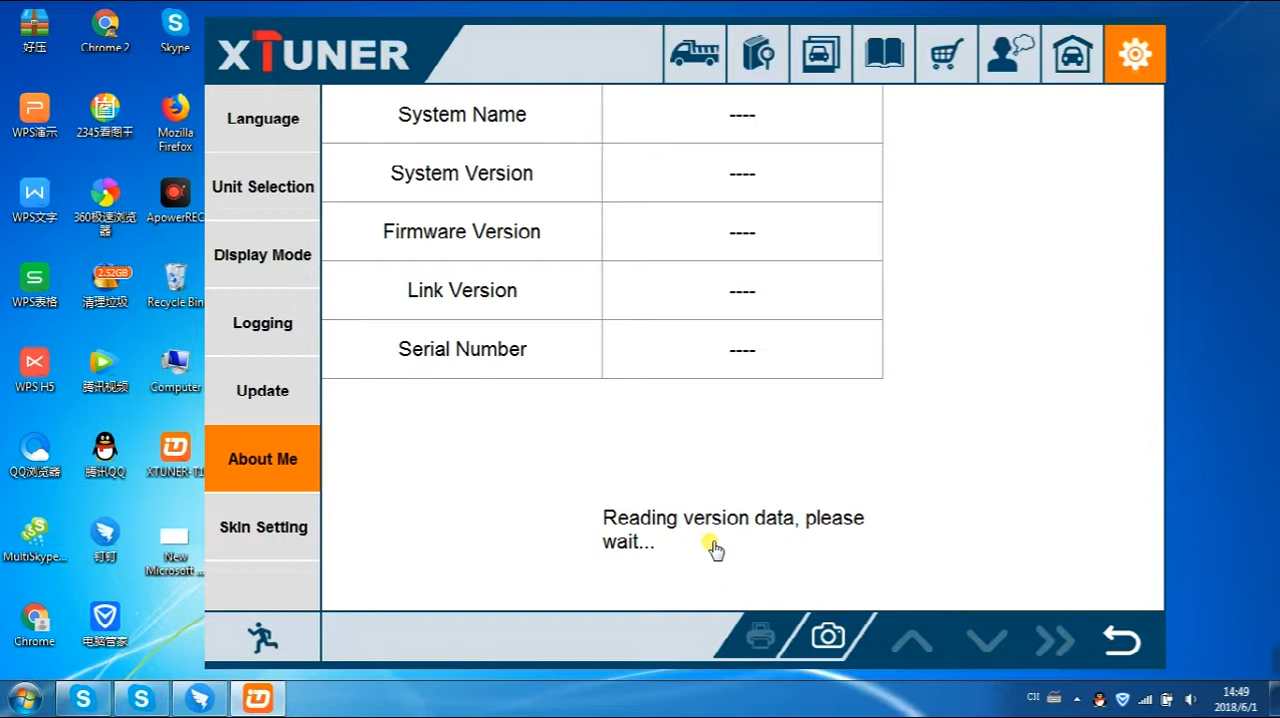 好压
Chrome 2
Skype
WPS演示
2345看图王
Mozilla
Firefox
WPS文字
360极速浏览
器
ApowerREC
WPS表格
2.52GB
清理垃圾
Recycle Bin
WPS H5
腾讯视频
Computer
QQ浏览器
腾讯QQ
XTUNER-T1
MultiSkype...
钉钉
New
Microsoft ...
Chrome
电脑管家
XTUNER
Language
Unit Selection
Display Mode
Logging
Update
About Me
Skin Setting
System Name
----
System Version
----
Firmware Version
----
Link Version
----
Serial Number
----
Reading version data, please
wait...
CH
14:49
2018/6/1